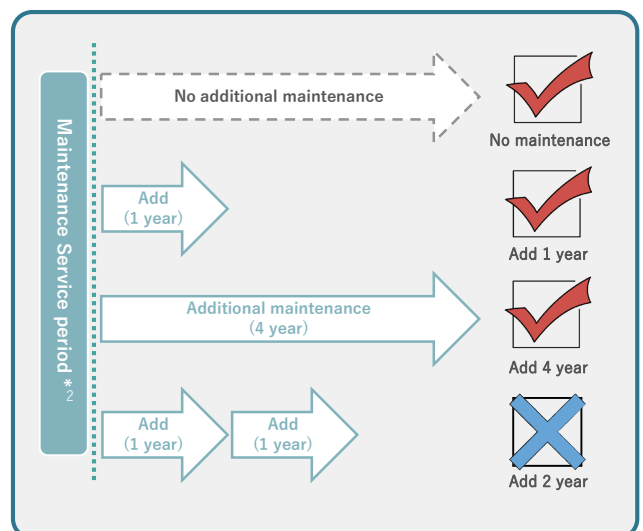 Maintenance Service period *2
No additional maintenance
No maintenance
Add
(1 year)
Add 1 year
Additional maintenance
(4 year)
Add 4 year
Add
(1 year)
Add
(1 year)
Add 2 year